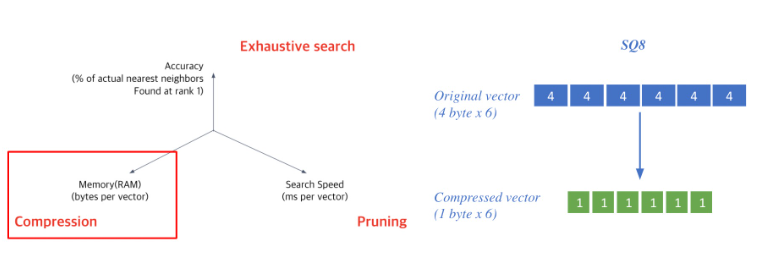 Exhaustive search
Accuracy
(% of actual nearest neighbors
Found at rank 1)
Memory(RAM)
(bytes per vector)
Compression
Search Speed
(ms per vector)
Pruning
SQ8
Original vector
(4 byte x 6)
4 4 4 4 4 4
Compressed vector
(1 byte x 6)
1 1 1 1 1 1